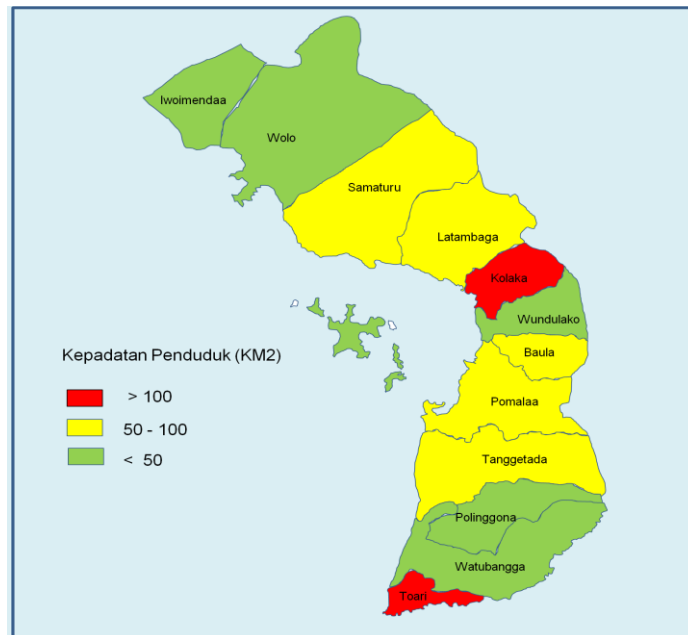 Iwoimendaa
Wolo
Samaturu
Latambaga
Kolaka
Wundulako
Baula
Pomalaa
Tanggetada
Polinggona
Watubangga
Toari
Kepadatan Penduduk (KM2)
> 100
50 - 100
< 50